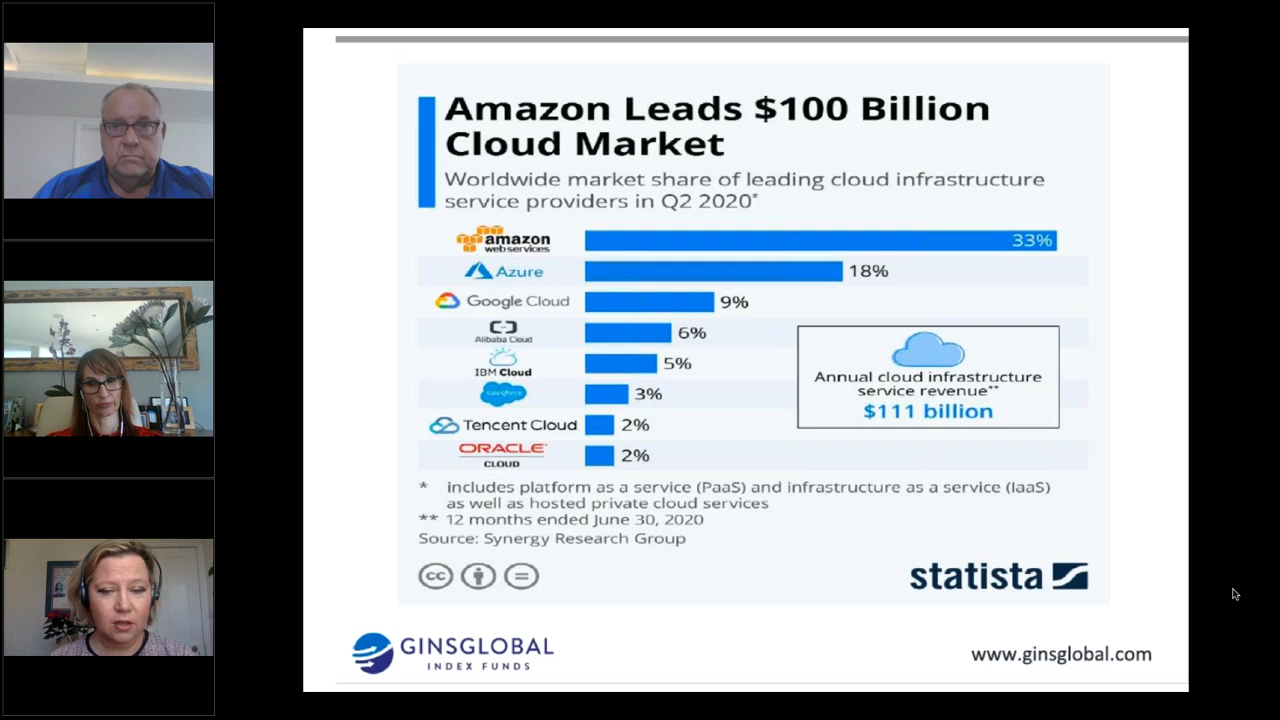 Amazon Leads $100 Billion
Cloud Market
Worldwide market share of leading cloud infrastructure
service providers in Q2 2020*
amazon
webservices
33%
Azure
18%
Google Cloud
9%
Alibaba Cloud
6%
IBM Cloud
5%
salesforce
3%
Tencent Cloud
2%
ORACLE
CLOUD
2%
Annual cloud infrastructure
service revenue**
$111 billion
* includes platform as a service (PaaS) and infrastructure as a service (IaaS)
as well as hosted private cloud services
** 12 months ended June 30, 2020
Source: Synergy Research Group
cc
statista
GINSGLOBAL
INDEX FUNDS
www.ginsglobal.com